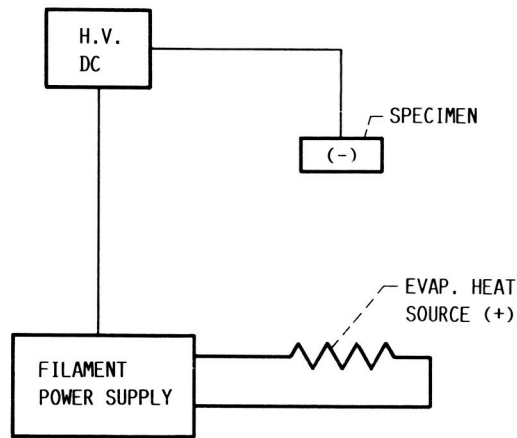 H.V.
DC
SPECIMEN
(-)
EVAP. HEAT
SOURCE (+)
FILAMENT
POWER SUPPLY